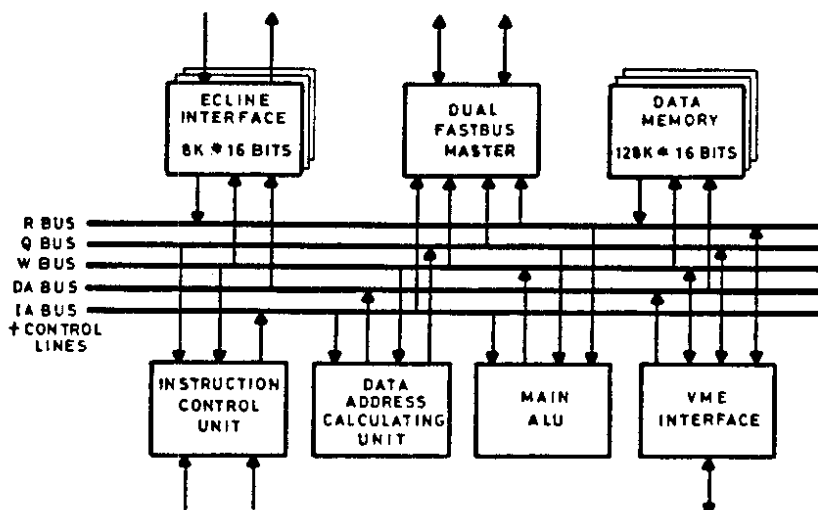 ECLINE
INTERFACE
8K * 16 BITS
DUAL
FASTBUS
MASTER
DATA
MEMORY
128K * 16 BITS
R BUS
Q BUS
W BUS
DA BUS
IA BUS
+ CONTROL
LINES
INSTRUCTION
CONTROL
UNIT
DATA
ADDRESS
CALCULATING
UNIT
MAIN
ALU
VME
INTERFACE